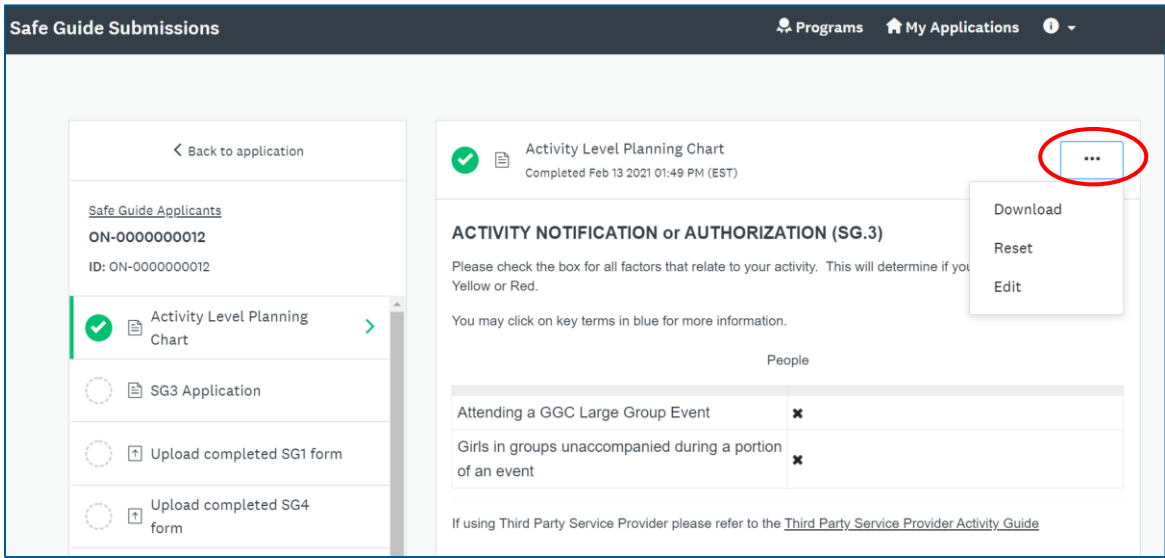 Safe Guide Submissions
Programs
My Applications
Back to application
Safe Guide Applicants
ON-0000000012
ID: ON-0000000012
Activity Level Planning
Chart
SG3 Application
Upload completed SG1 form
Upload completed SG4
form
Activity Level Planning Chart
Completed Feb 13 2021 01:49 PM (EST)
...
Download
Reset
Edit
ACTIVITY NOTIFICATION or AUTHORIZATION (SG.3)
Please check the box for all factors that relate to your activity. This will determine if
Yellow or Red.
You may click on key terms in blue for more information.
People
Attending a GGC Large Group Event
Girls in groups unaccompanied during a portion
of an event
If using Third Party Service Provider please refer to the Third Party Service Provider Activity Guide